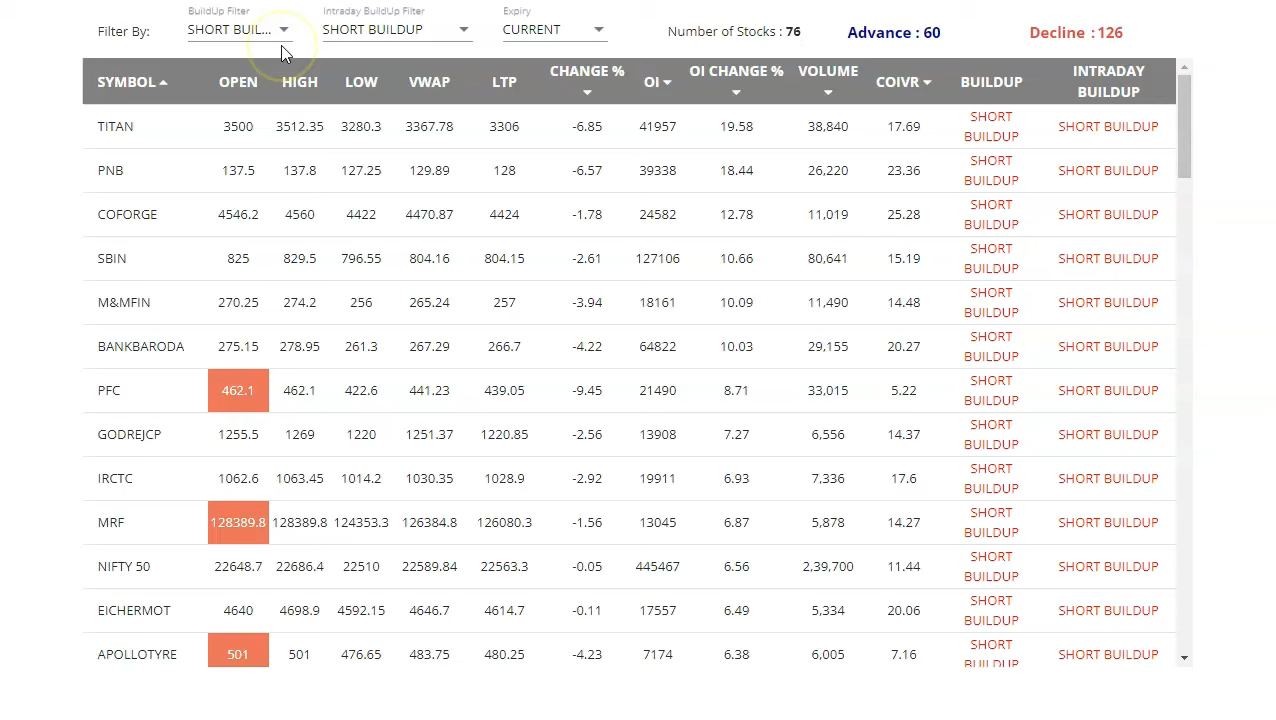 BuildUp Filter Intraday BuildUp Filter Expiry
Filter By: SHORT BUIL... SHORT BUILDUP CURRENT Number of Stocks : 76 Advance : 60 Decline : 126
SYMBOL OPEN HIGH LOW VWAP LTP CHANGE % OI OI CHANGE % VOLUME COIVR BUILDUP INTRADAY BUILDUP
TITAN 3500 3512.35 3280.3 3367.78 3306 -6.85 41957 19.58 38,840 17.69 SHORT BUILDUP SHORT BUILDUP
PNB 137.5 137.8 127.25 129.89 128 -6.57 39338 18.44 26,220 23.36 SHORT BUILDUP SHORT BUILDUP
COFORGE 4546.2 4560 4422 4470.87 4424 -1.78 24582 12.78 11,019 25.28 SHORT BUILDUP SHORT BUILDUP
SBIN 825 829.5 796.55 804.16 804.15 -2.61 127106 10.66 80,641 15.19 SHORT BUILDUP SHORT BUILDUP
M&MFIN 270.25 274.2 256 265.24 257 -3.94 18161 10.09 11,490 14.48 SHORT BUILDUP SHORT BUILDUP
BANKBARODA 275.15 278.95 261.3 267.29 266.7 -4.22 64822 10.03 29,155 20.27 SHORT BUILDUP SHORT BUILDUP
PFC 462.1 462.1 422.6 441.23 439.05 -9.45 21490 8.71 33,015 5.22 SHORT BUILDUP SHORT BUILDUP
GODREJCP 1255.5 1269 1220 1251.37 1220.85 -2.56 13908 7.27 6,556 14.37 SHORT BUILDUP SHORT BUILDUP
IRCTC 1062.6 1063.45 1014.2 1030.35 1028.9 -2.92 19911 6.93 7,336 17.6 SHORT BUILDUP SHORT BUILDUP
MRF 128389.8 128389.8 124353.3 126384.8 126080.3 -1.56 13045 6.87 5,878 14.27 SHORT BUILDUP SHORT BUILDUP
NIFTY 50 22648.7 22696.4 22510 22589.84 22563.3 -0.05 445467 6.56 2,39,700 11.44 SHORT BUILDUP SHORT BUILDUP
EICHERMOT 4640 4698.9 4592.15 4646.7 4614.7 -0.11 17557 6.49 5,334 20.06 SHORT BUILDUP SHORT BUILDUP
APOLLOTYRE 501 501 476.65 483.75 480.25 -4.23 7174 6.38 6,005 7.16 SHORT BUILDUP SHORT BUILDUP